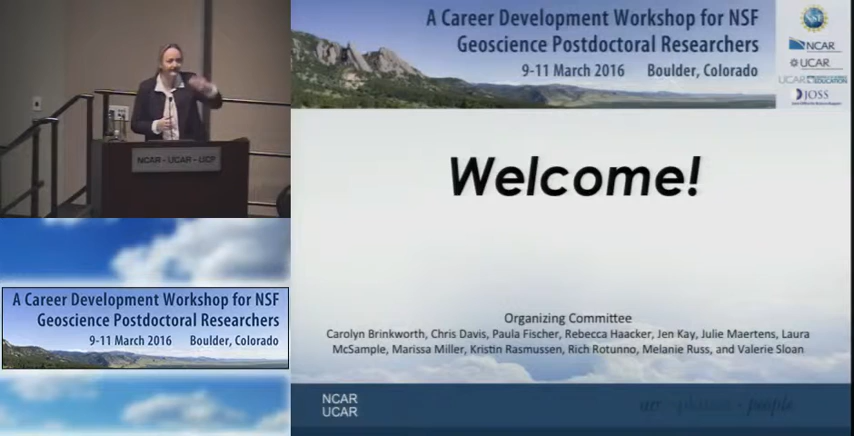 A Career Development Workshop for NSF
Geoscience Postdoctoral Researchers
9-11 March 2016 Boulder, Colorado
NSF
NCAR
UCAR
UCAR
EDUCATION
JOSS
NCAR - UCAR - UCP
Welcome!
A Career Development Workshop for NSF
Geoscience Postdoctoral Researchers
9-11 March 2016 Boulder, Colorado
Organizing Committee
Carolyn Brinkworth, Chris Davis, Paula Fischer, Rebecca Haacker, Jen Kay, Julie Maertens, Laura
McSample, Marissa Miller, Kristin Rasmussen, Rich Rotunno, Melanie Russ, and Valerie Sloan
NCAR
UCAR
air • planet • people